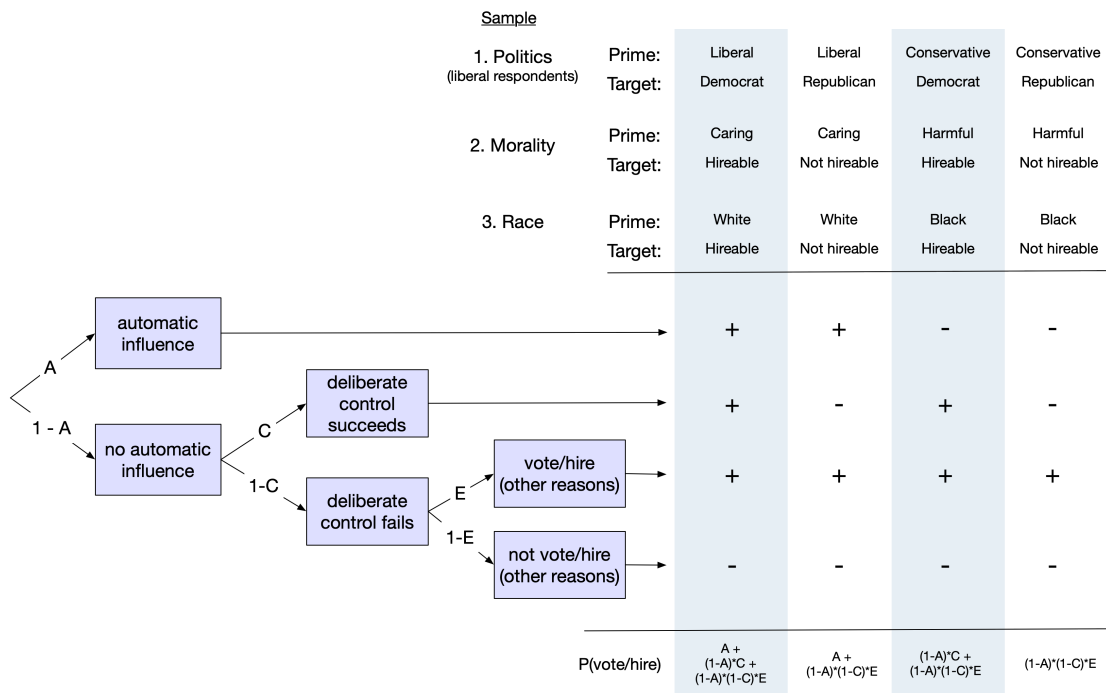 Sample
1. Politics
(liberal respondents)
Prime: Liberal Liberal Conservative Conservative
Target: Democrat Republican Democrat Republican
2. Morality
Prime: Caring Caring Harmful Harmful
Target: Hireable Not hireable Hireable Not hireable
3. Race
Prime: White White Black Black
Target: Hireable Not hireable Hireable Not hireable
automatic
influence
+ + - -
A
1 - A
no automatic
influence
C
1-C
deliberate
control
succeeds
+ - + -
deliberate
control fails
E
1-E
vote/hire
(other reasons)
+ + + +
not vote/hire
(other reasons)
- - - -
P(vote/hire)
A +
(1-A)*C +
(1-A)*(1-C)*E
A +
(1-A)*(1-C)*E
(1-A)*C +
(1-A)*(1-C)*E
(1-A)*(1-C)*E